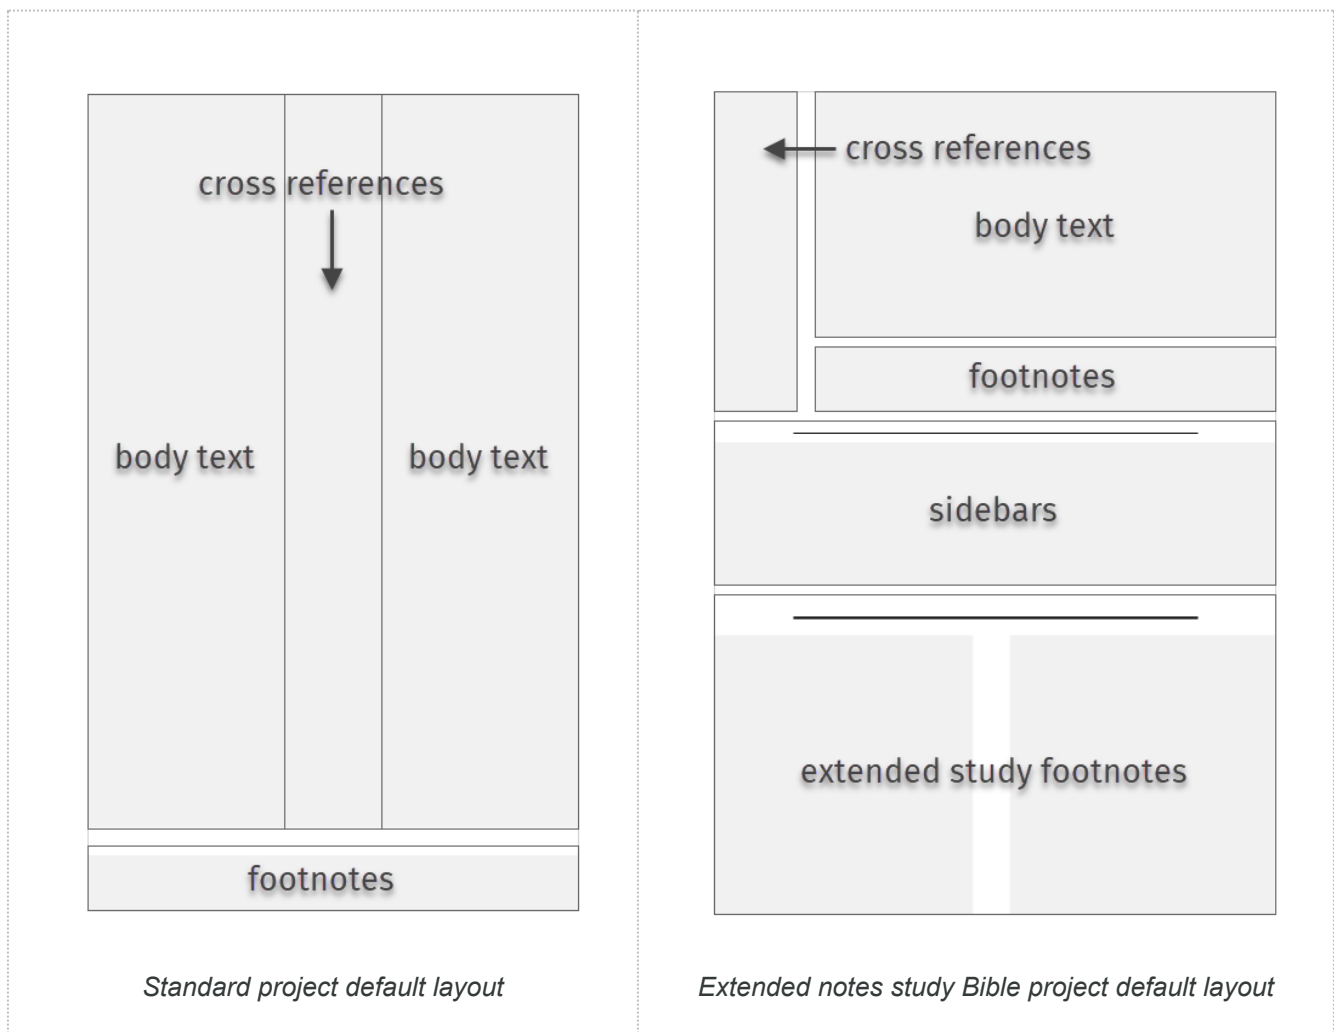 cross references
body text
body text
footnotes
Standard project default layout
cross references
body text
footnotes
sidebars
extended study footnotes
Extended notes study Bible project default layout